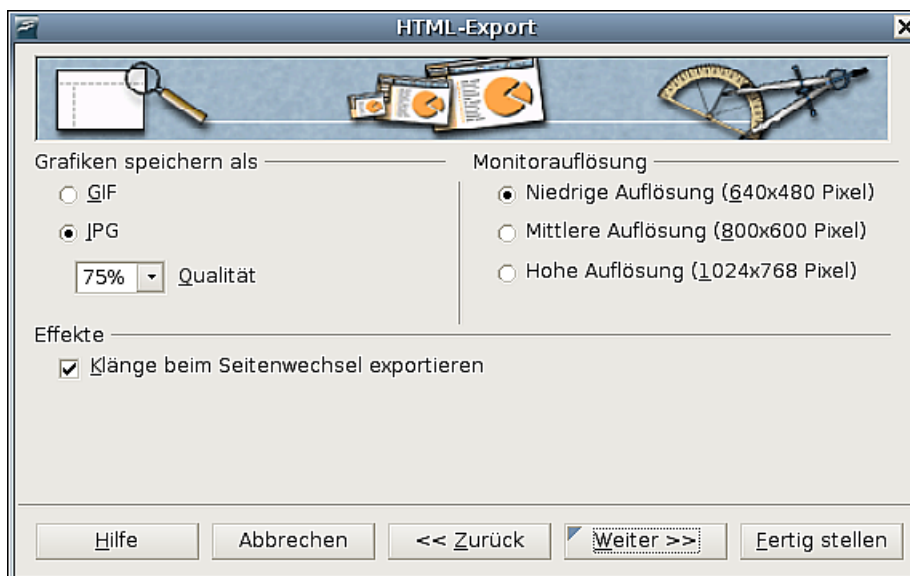 HTML-Export
Grafiken speichern als
GIF
JPG
75% Qualität
Monitorauflösung
Niedrige Auflösung (640x480 Pixel)
Mittlere Auflösung (800x600 Pixel)
Hohe Auflösung (1024x768 Pixel)
Effekte
Klänge beim Seitenwechsel exportieren
Hilfe
Abbrechen
<< Zurück
Weiter >>
Fertig stellen